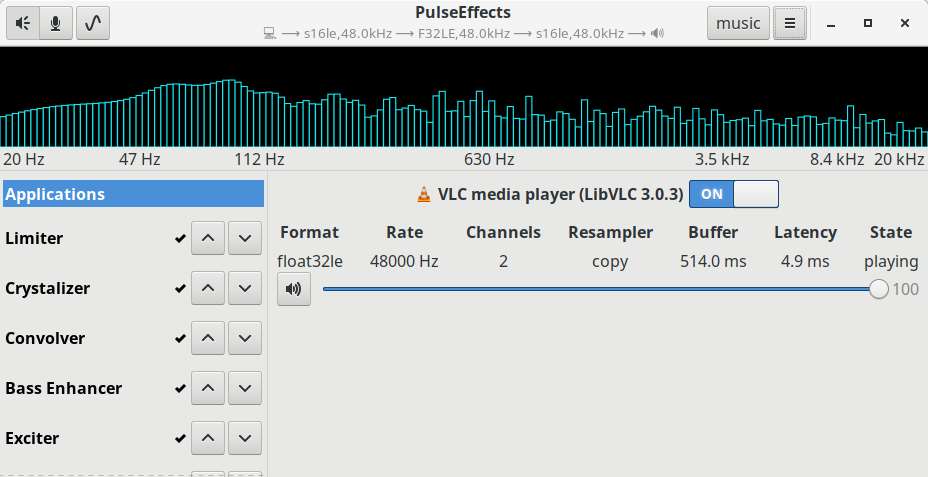 PulseEffects
⟶ s16le,48.0kHz ⟶ F32LE,48.0kHz ⟶ s16le,48.0kHz ⟶
music
20 Hz 47 Hz 112 Hz 630 Hz 3.5 kHz 8.4 kHz 20 kHz
Applications
VLC media player (LibVLC 3.0.3) ON
Limiter
Crystalizer
Convolver
Bass Enhancer
Exciter
Format Rate Channels Resampler Buffer Latency State
float32le 48000 Hz 2 copy 514.0 ms 4.9 ms playing
100